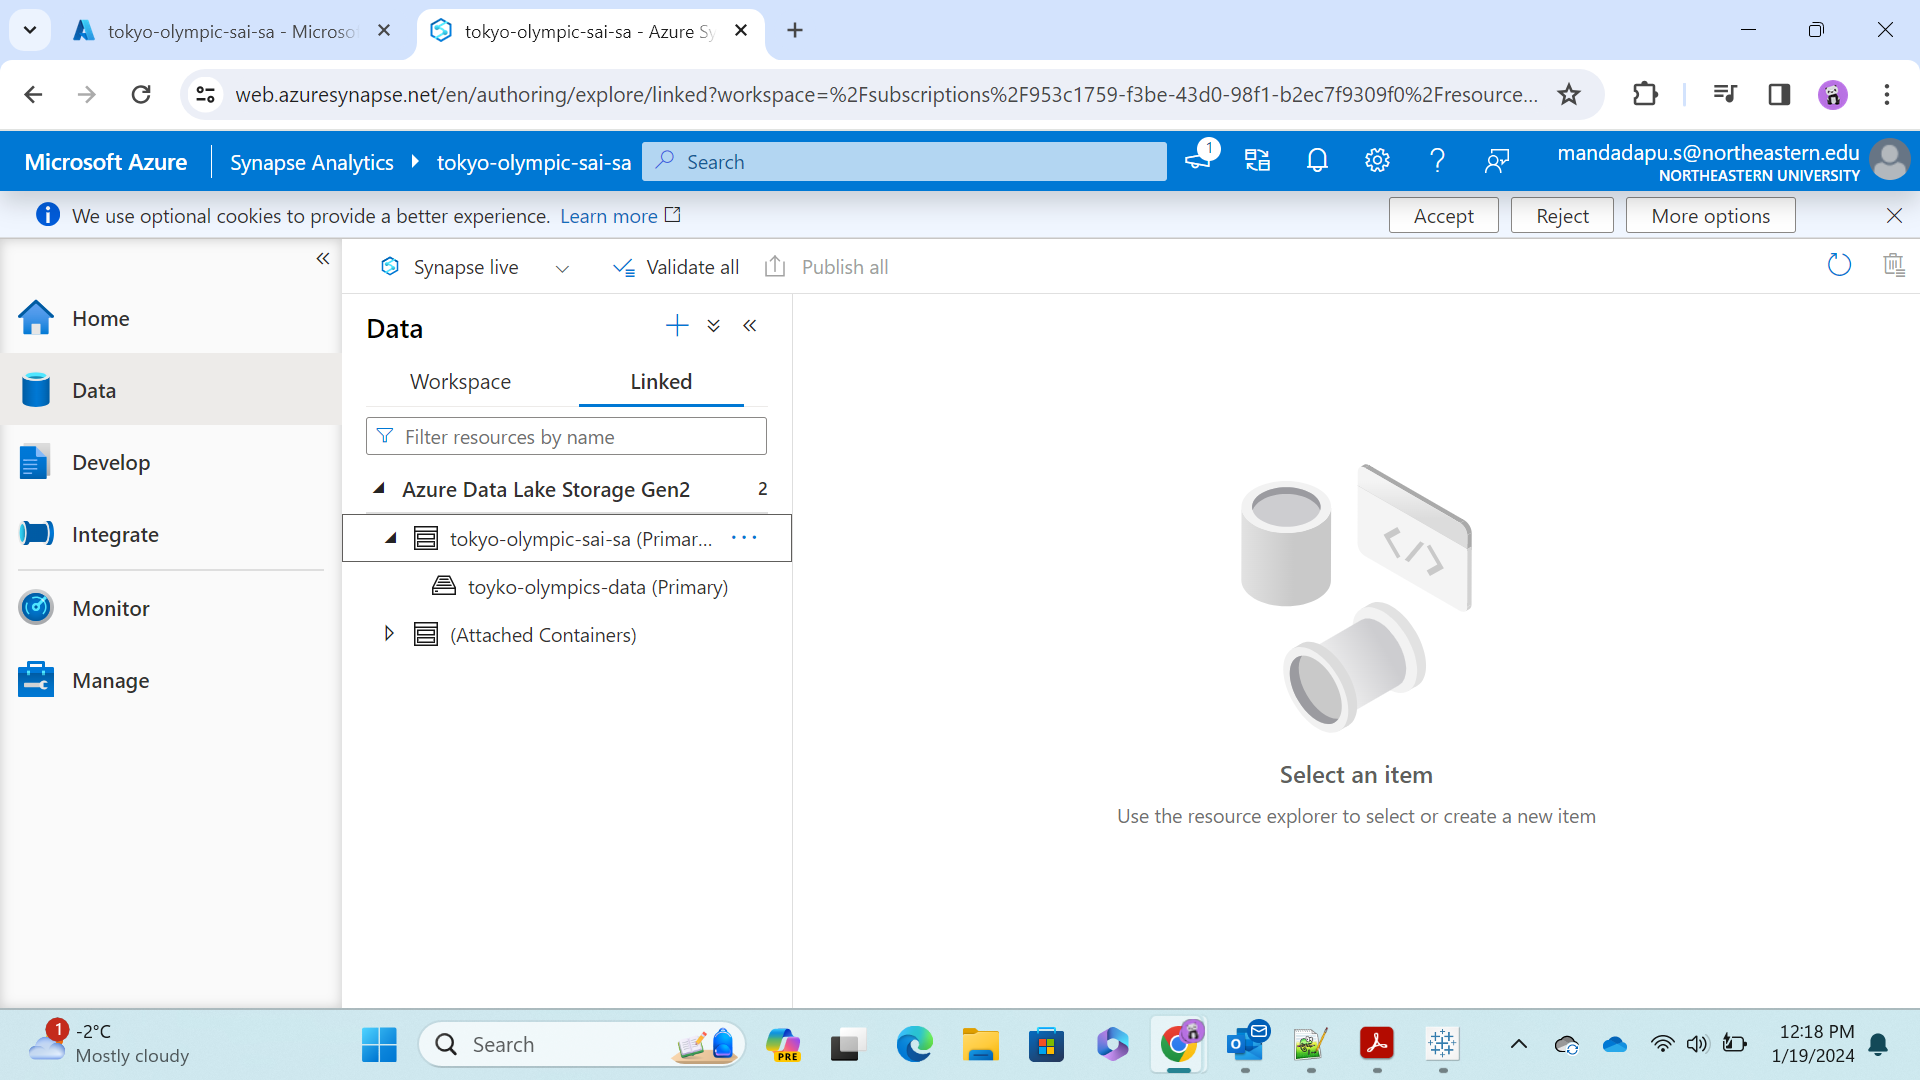 tokyo-olympic-sai-sa - Microso
tokyo-olympic-sai-sa - Azure Sy
web.azuresynapse.net/en/authoring/explore/linked?workspace=%2Fsubscriptions%2F953c1759-f3be-43d0-98f1-b2ec7f9309f0%2Fresource...
Microsoft Azure
Synapse Analytics
tokyo-olympic-sai-sa
Search
1
mandadapu.s@northeastern.edu
NORTHEASTERN UNIVERSITY
We use optional cookies to provide a better experience. Learn more
Accept
Reject
More options
Synapse live
Validate all
Publish all
Home
Data
Develop
Integrate
Monitor
Manage
Data
Workspace
Linked
Filter resources by name
Azure Data Lake Storage Gen2 2
tokyo-olympic-sai-sa (Primar... ...
toyko-olympics-data (Primary)
(Attached Containers)
</>
Select an item
Use the resource explorer to select or create a new item
1
-2°C
Mostly cloudy
Search
PRE
12:18 PM
1/19/2024